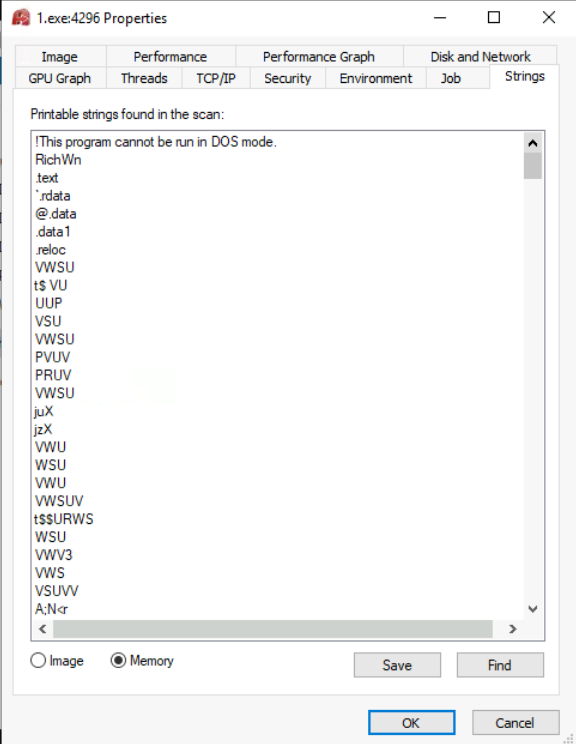 1.exe:4296 Properties
Image Performance Performance Graph Disk and Network
GPU Graph Threads TCP/IP Security Environment Job Strings
Printable strings found in the scan:
!This program cannot be run in DOS mode.
RichWn
.text
`.rdata
@.data
.data1
.reloc
VWSU
t$ VU
UUP
VSU
VWSU
PVUV
PRUV
VWSU
juX
jzX
VWU
WSU
VWU
VWSUV
t$$URWS
WSU
VWV3
VWS
VSUVV
A;N<r
Image Memory Save Find
OK Cancel